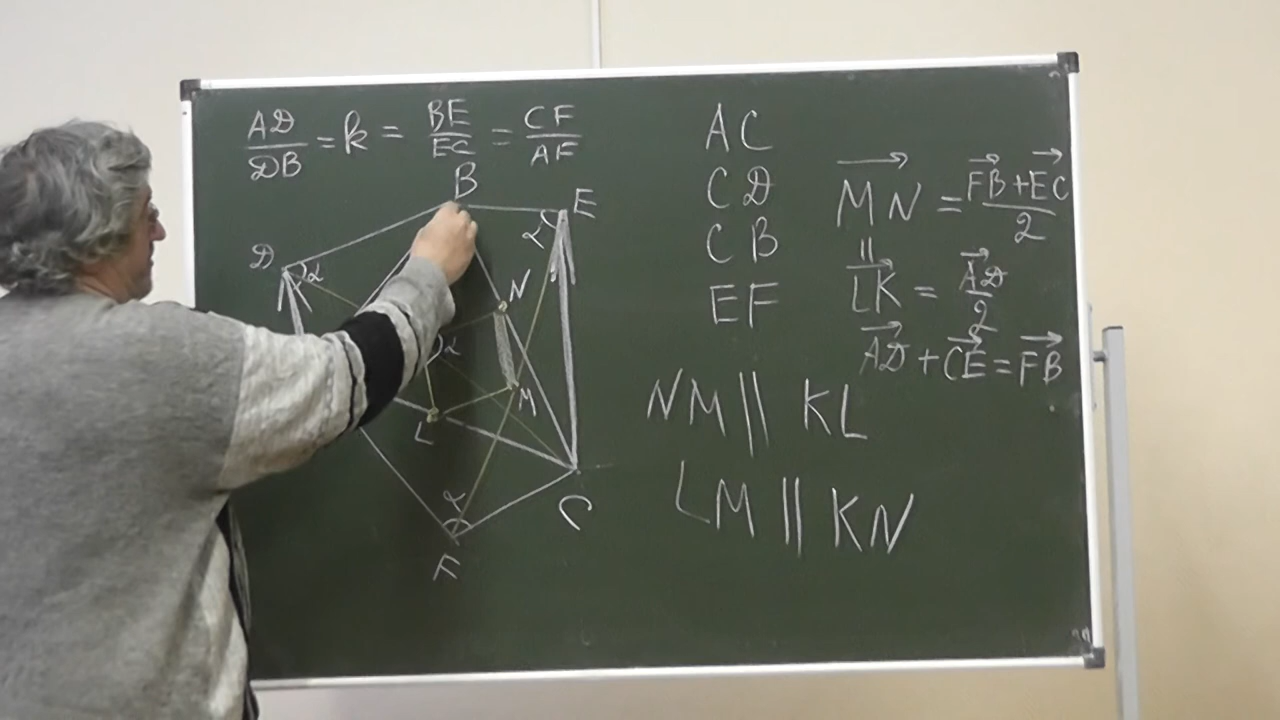 AD/DB = k = BE/EC = CF/AF
AC
CD
CB
EF
→MN = (→FB + →EC)/2
||
→LK = →AD/2
→AD + →CE = →FB
NM || KL
LM || KN
B
E
α
D
α
N
α
M
L
α
C
F